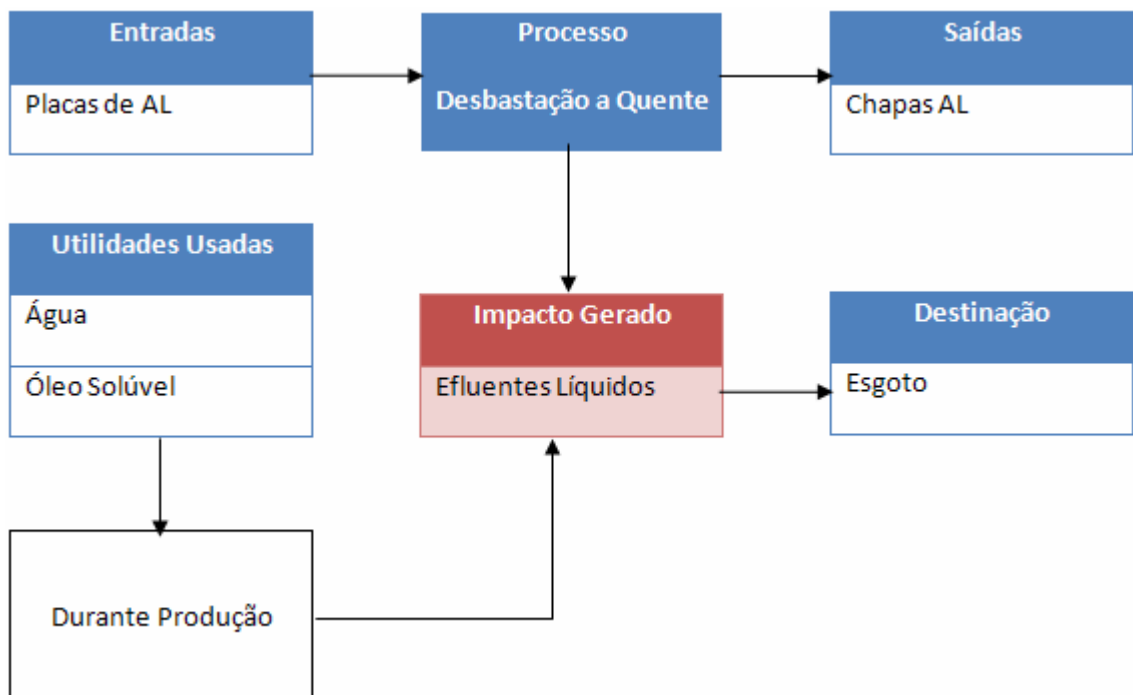 Entradas
Placas de AL
Processo
Desbastação a Quente
Saídas
Chapas AL
Utilidades Usadas
Água
Óleo Solúvel
Impacto Gerado
Efluentes Líquidos
Destinação
Esgoto
Durante Produção